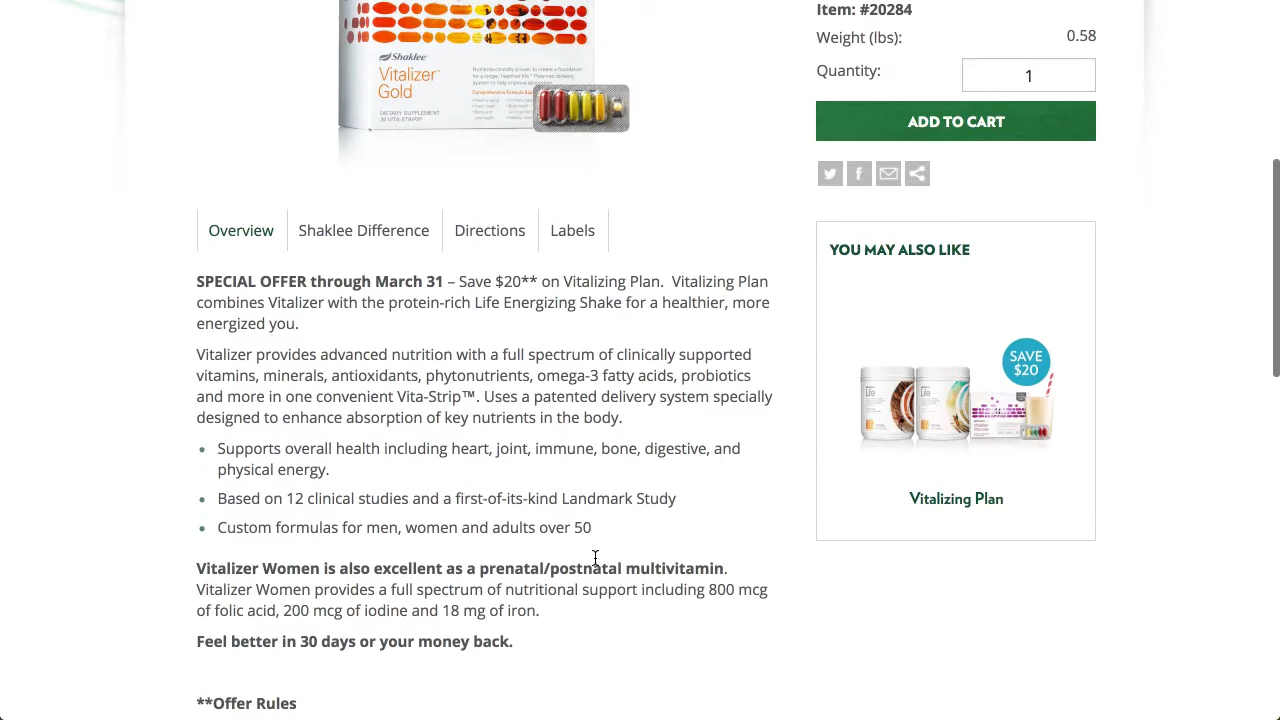 Item: #20284
Weight (lbs): 0.58
Quantity: 1
ADD TO CART
Shaklee
Vitalizer™
Gold
DIETARY SUPPLEMENT
30 VITA-STRIPS
Overview
Shaklee Difference
Directions
Labels
SPECIAL OFFER through March 31 – Save $20** on Vitalizing Plan.  Vitalizing Plan
combines Vitalizer with the protein-rich Life Energizing Shake for a healthier, more
energized you.
Vitalizer provides advanced nutrition with a full spectrum of clinically supported
vitamins, minerals, antioxidants, phytonutrients, omega-3 fatty acids, probiotics
and more in one convenient Vita-Strip™. Uses a patented delivery system specially
designed to enhance absorption of key nutrients in the body.
Supports overall health including heart, joint, immune, bone, digestive, and
physical energy.
Based on 12 clinical studies and a first-of-its-kind Landmark Study
Custom formulas for men, women and adults over 50
Vitalizer Women is also excellent as a prenatal/postnatal multivitamin.
Vitalizer Women provides a full spectrum of nutritional support including 800 mcg
of folic acid, 200 mcg of iodine and 18 mg of iron.
Feel better in 30 days or your money back.
**Offer Rules
YOU MAY ALSO LIKE
SAVE
$20
Vitalizing Plan